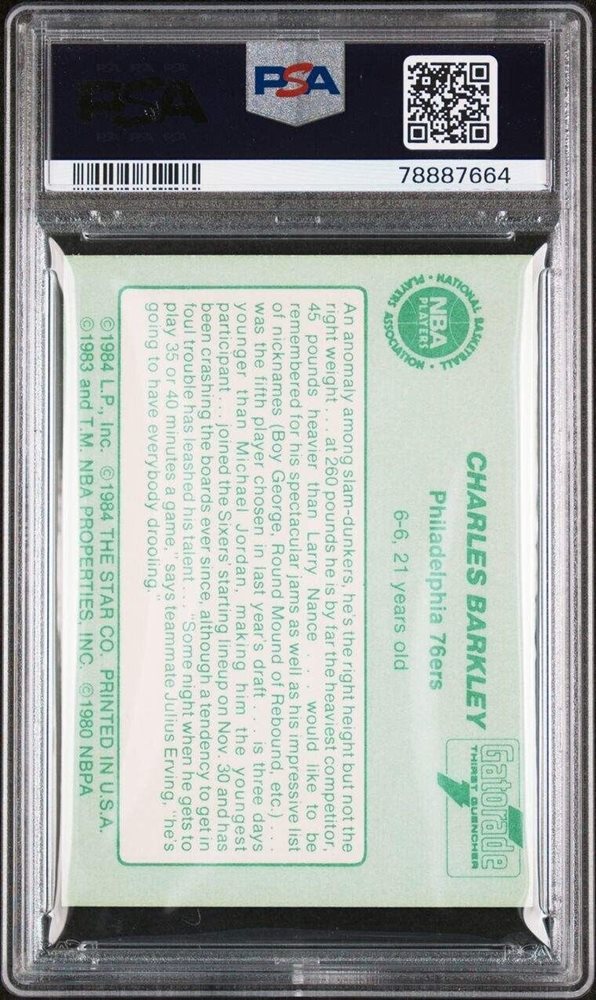 PSA
PSA
78887664
NATIONAL BASKETBALL
PLAYERS ASSOCIATION
NBA
PLAYERS
CHARLES BARKLEY
Philadelphia 76ers
6-6, 21 years old
Gatorade
THIRST QUENCHER
An anomaly among slam-dunkers, he's the right height but not the
right weight . . . at 260 pounds he is by far the heaviest competitor,
45 pounds heavier than Larry Nance . . . would like to be
remembered for his spectacular jams as well as his impressive list
of nicknames (Boy George, Round Mound of Rebound, etc.) . . .
was the fifth player chosen in last year's draft . . . is three days
younger than Michael Jordan, making him the youngest
participant . . . joined the Sixers' starting lineup on Nov. 30 and has
been crashing the boards ever since, although a tendency to get in
foul trouble has leashed his talent . . . "Some night when he gets to
play 35 or 40 minutes a game," says teammate Julius Erving, "he's
going to have everybody drooling."
©1984 L.P., Inc. ©1984 THE STAR CO. PRINTED IN U.S.A.
©1983 and T.M. NBA PROPERTIES, INC. ©1980 NBPA